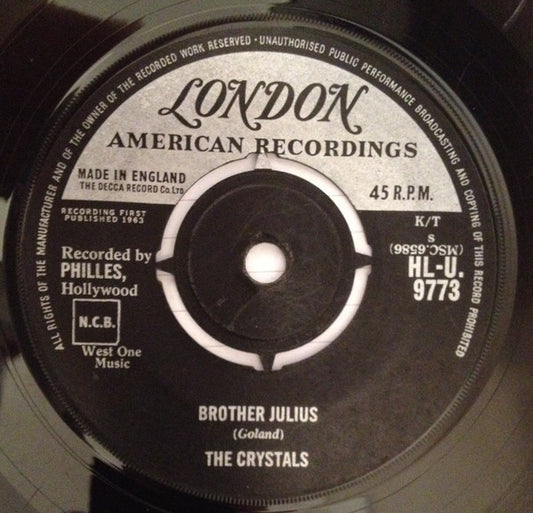 ALL RIGHTS OF THE MANUFACTURER AND OF THE OWNER OF THE RECORDED WORK RESERVED · UNAUTHORISED PUBLIC PERFORMANCE BROADCASTING AND COPYING OF THIS RECORD PROHIBITED
LONDON
AMERICAN RECORDINGS
MADE IN ENGLAND
THE DECCA RECORD Co. LTD.
45 R.P.M.
RECORDING FIRST
PUBLISHED 1963
K/T
S
(MSC.6586)
Recorded by
PHILLES,
Hollywood
HL-U.
9773
N.C.B.
West One
Music
BROTHER JULIUS
(Goland)
THE CRYSTALS